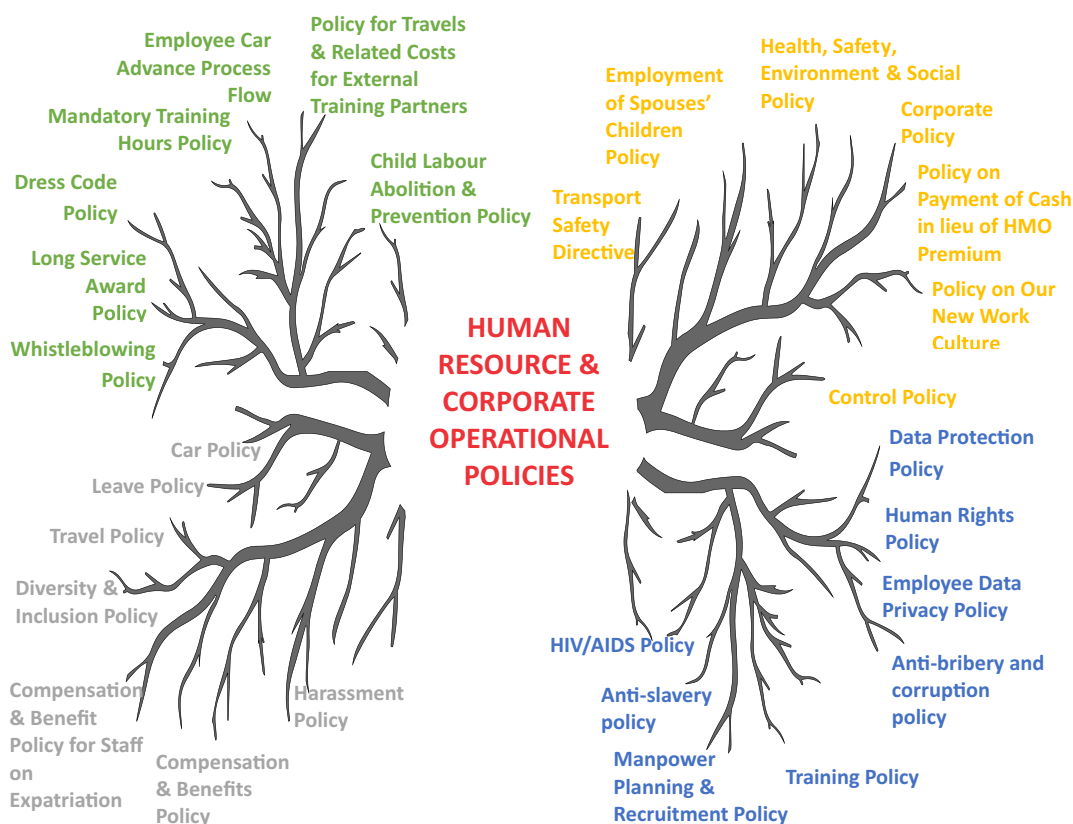 Employee Car
Advance Process
Flow
Policy for Travels
& Related Costs
for External
Training Partners
Mandatory Training
Hours Policy
Child Labour
Abolition &
Prevention Policy
Dress Code
Policy
Long Service
Award
Policy
Whistleblowing
Policy
Employment
of Spouses’
Children
Policy
Health, Safety,
Environment & Social
Policy
Corporate
Policy
Transport
Safety
Directive
Policy on
Payment of Cash
in lieu of HMO
Premium
Policy on Our
New Work
Culture
Control Policy
HUMAN
RESOURCE &
CORPORATE
OPERATIONAL
POLICIES
Car Policy
Leave Policy
Travel Policy
Diversity &
Inclusion Policy
Compensation
& Benefit
Policy for Staff
on
Expatriation
Compensation
& Benefits
Policy
Harassment
Policy
Data Protection
Policy
Human Rights
Policy
Employee Data
Privacy Policy
Anti-bribery and
corruption
policy
HIV/AIDS Policy
Anti-slavery
policy
Manpower
Planning &
Recruitment Policy
Training Policy